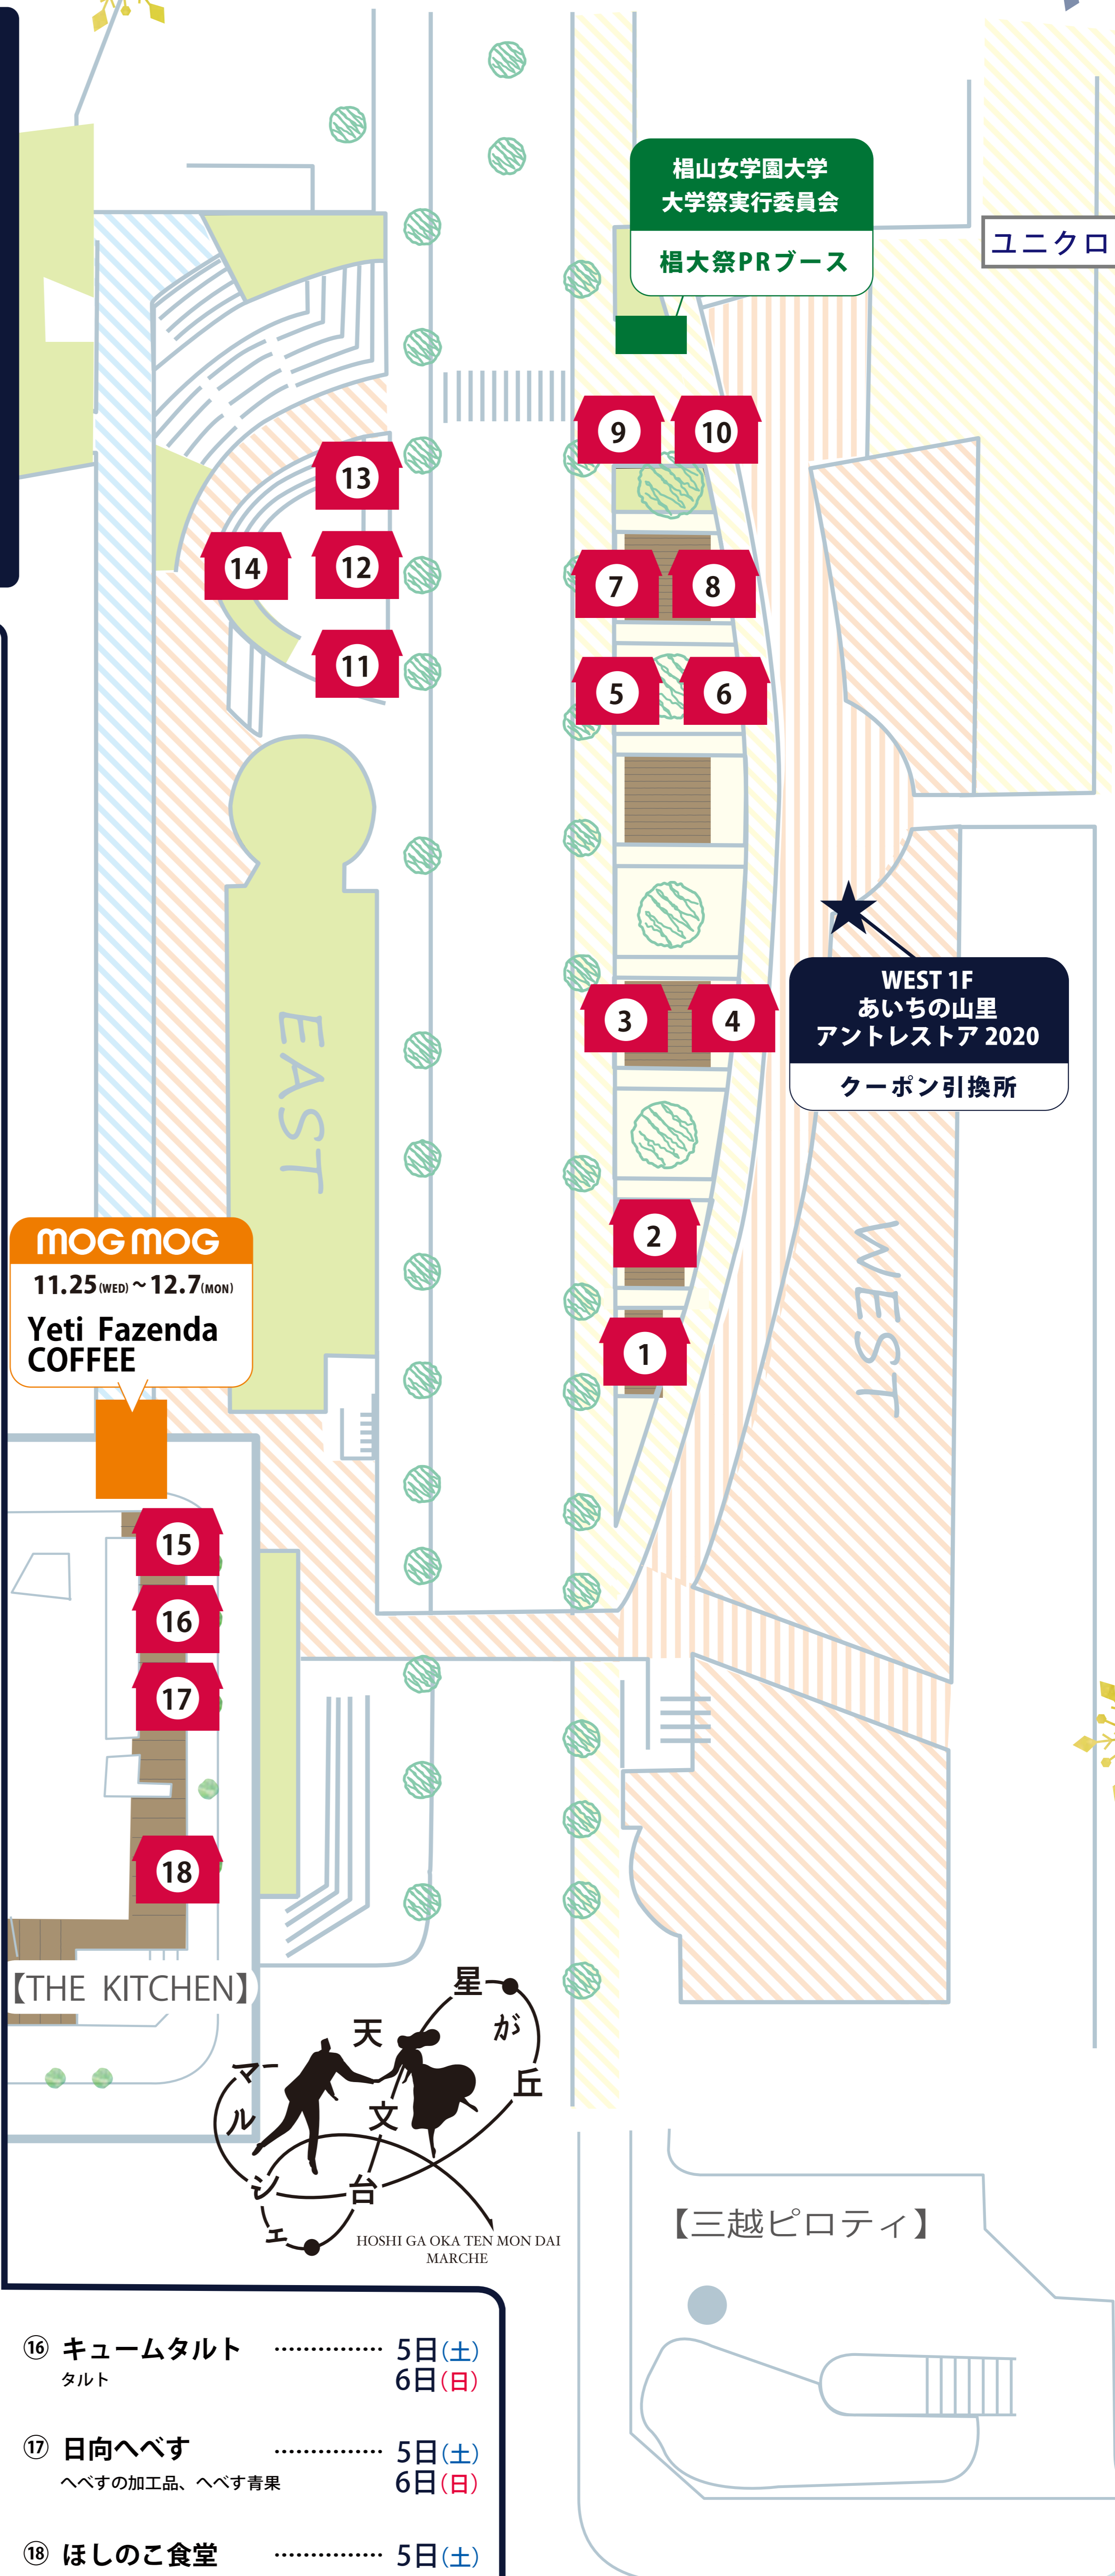 椙山女学園大学
大学祭実行委員会
椙大祭PRブース
ユニクロ
9
10
13
14
12
7
8
11
5
6
WEST 1F
あいちの山里
アントレストア 2020
クーポン引換所
3
4
EAST
2
WEST
1
MOG MOG
11.25(WED)~12.7(MON)
Yeti Fazenda
COFFEE
15
16
17
18
【THE KITCHEN】
星が丘
天文台
マルシェ
HOSHI GA OKA TEN MON DAI
MARCHE
【三越ピロティ】
⑯ キュームタルト ............... 5日(土)
タルト 6日(日)
⑰ 日向へべす ............... 5日(土)
へべすの加工品、へべす青果 6日(日)
⑱ ほしのこ食堂 ............... 5日(土)